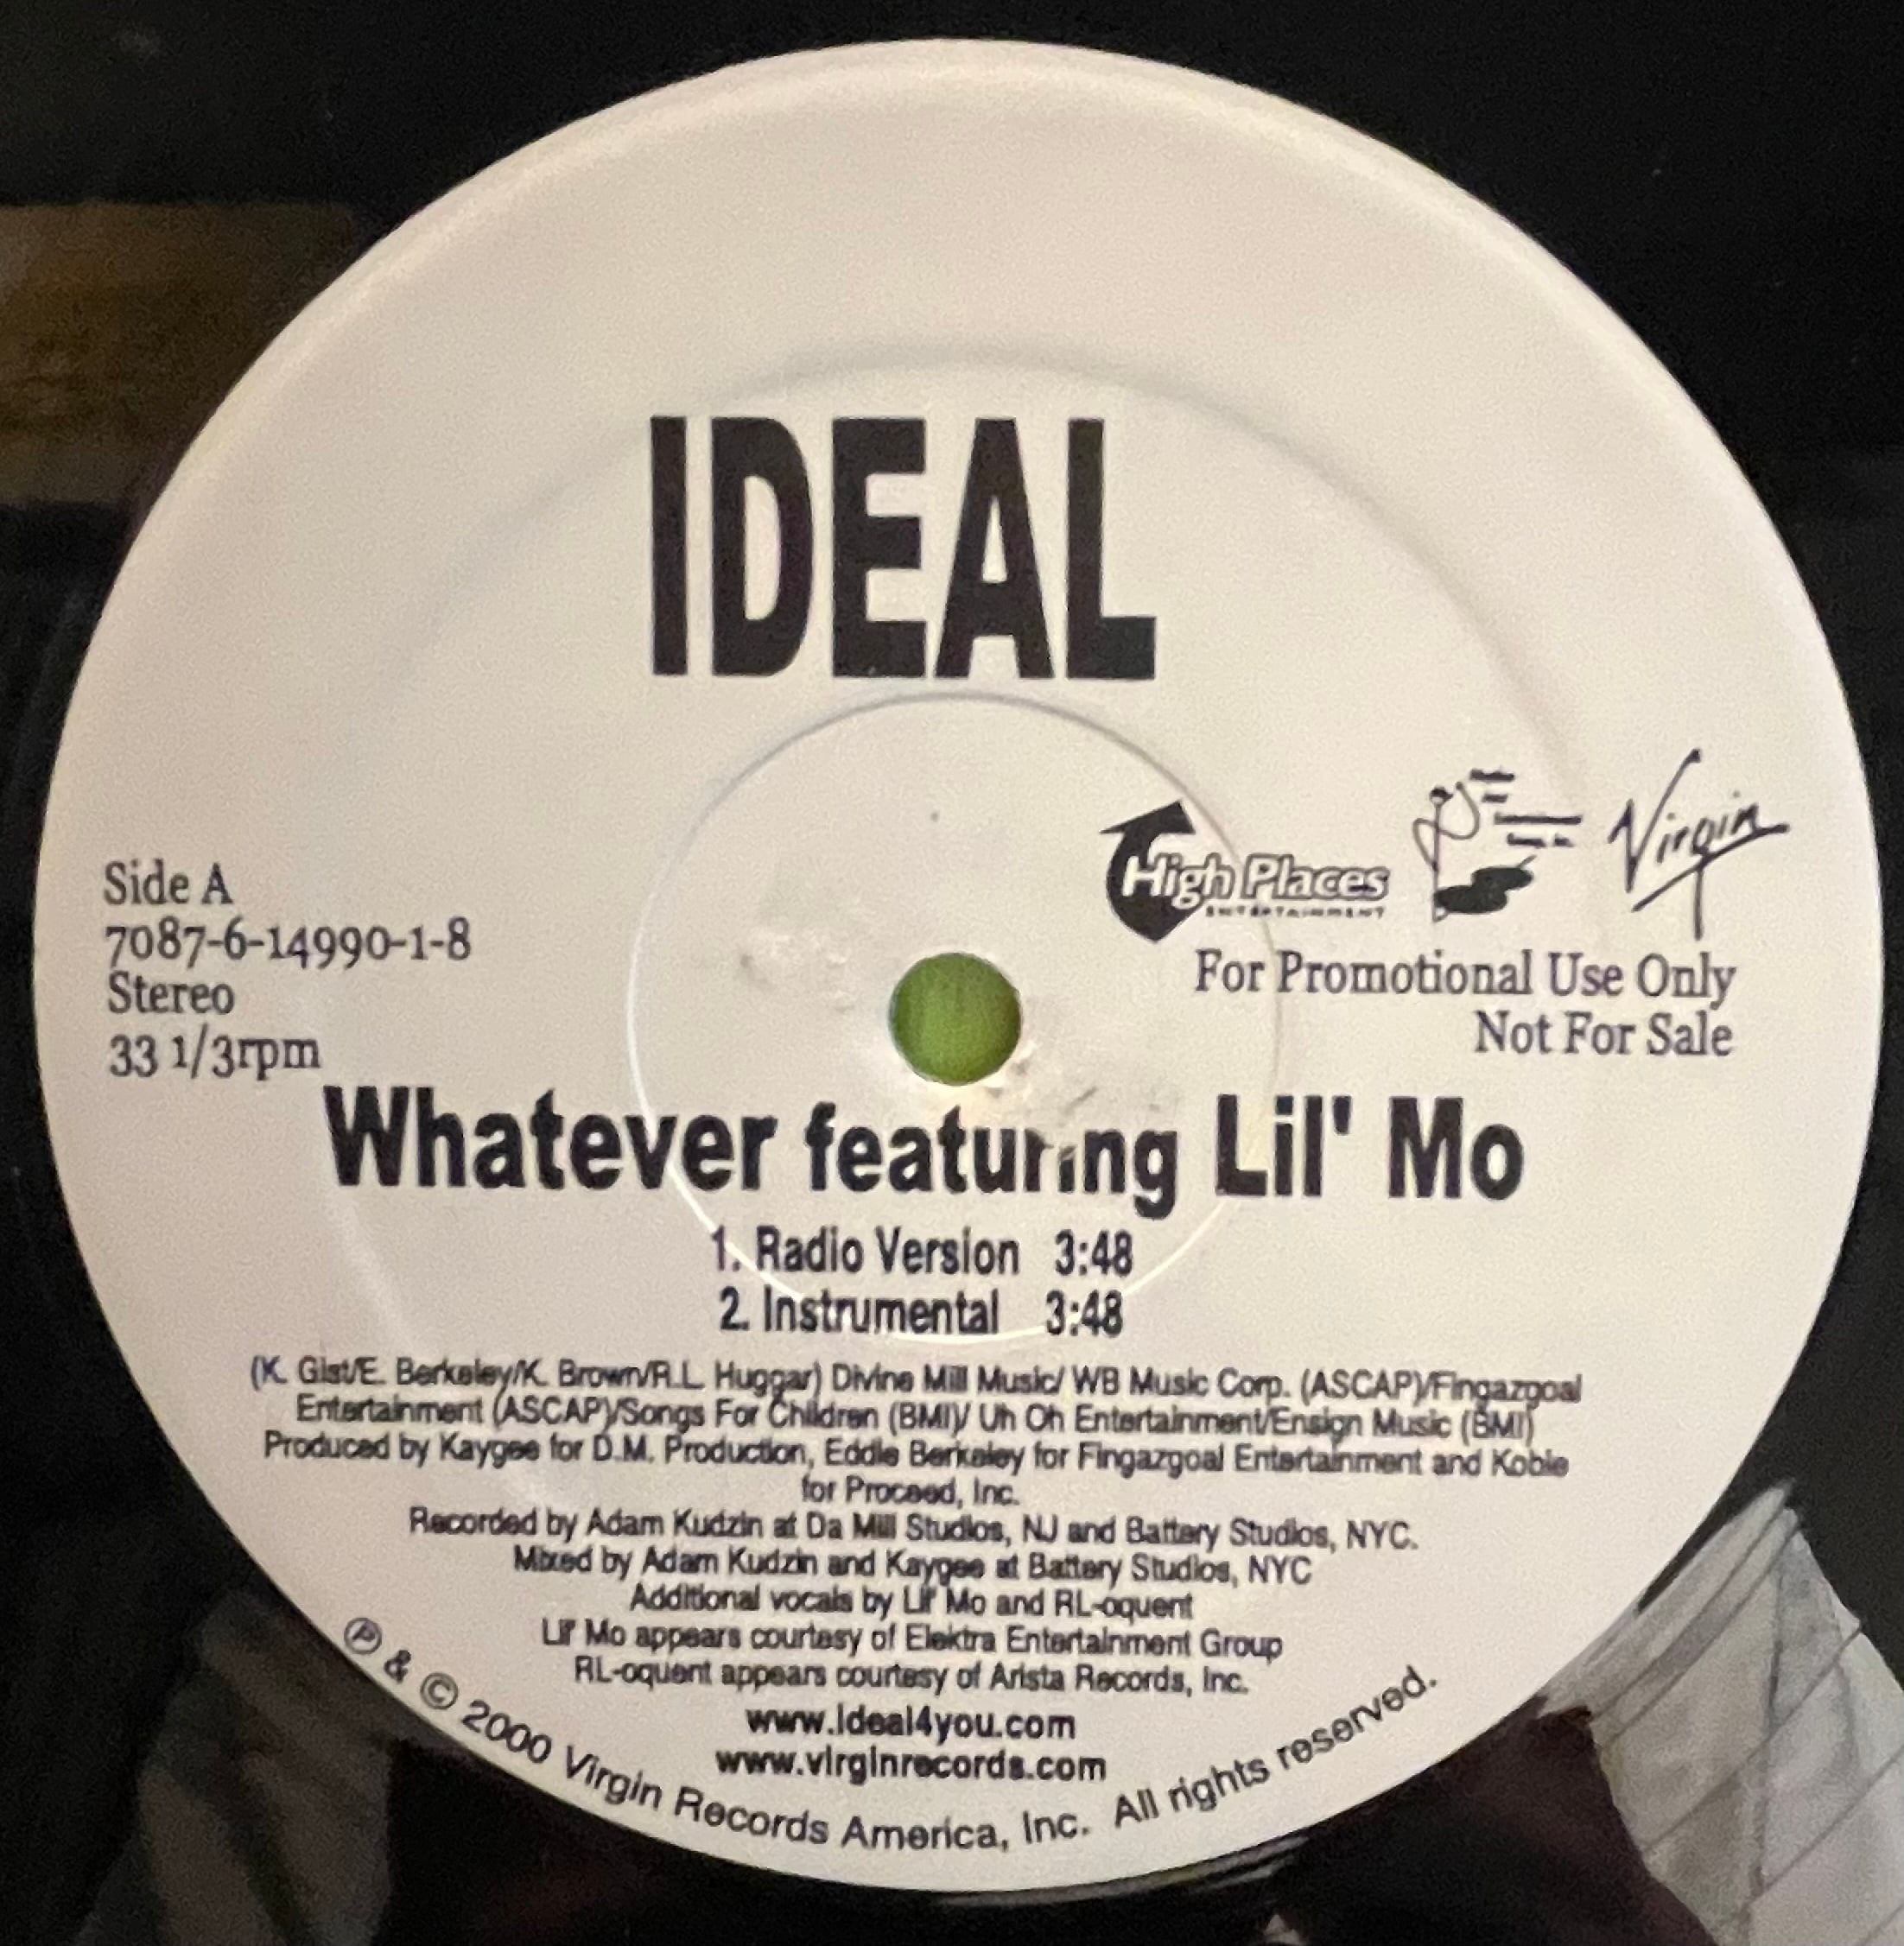 IDEAL
Side A
7087-6-14990-1-8
Stereo
33 1/3rpm
High Places
ENTERTAINMENT
Virgin
For Promotional Use Only
Not For Sale
Whatever featuring Lil' Mo
1. Radio Version 3:48
2. Instrumental 3:48
(K. Gist/E. Berkeley/K. Brown/R.L. Huggar) Divine Mill Music/ WB Music Corp. (ASCAP)/Fingazgoal
Entertainment (ASCAP)/Songs For Children (BMI)/ Uh Oh Entertainment/Ensign Music (BMI)
Produced by Kaygee for D.M. Production, Eddie Berkeley for Fingazgoal Entertainment and Kobie
for Proceed, Inc.
Recorded by Adam Kudzin at Da Mill Studios, NJ and Battery Studios, NYC.
Mixed by Adam Kudzin and Kaygee at Battery Studios, NYC
Additional vocals by Lil' Mo and RL-oquent
Lil' Mo appears courtesy of Elektra Entertainment Group
RL-oquent appears courtesy of Arista Records, Inc.
www.ideal4you.com
www.virginrecords.com
℗ & © 2000 Virgin Records America, Inc. All rights reserved.